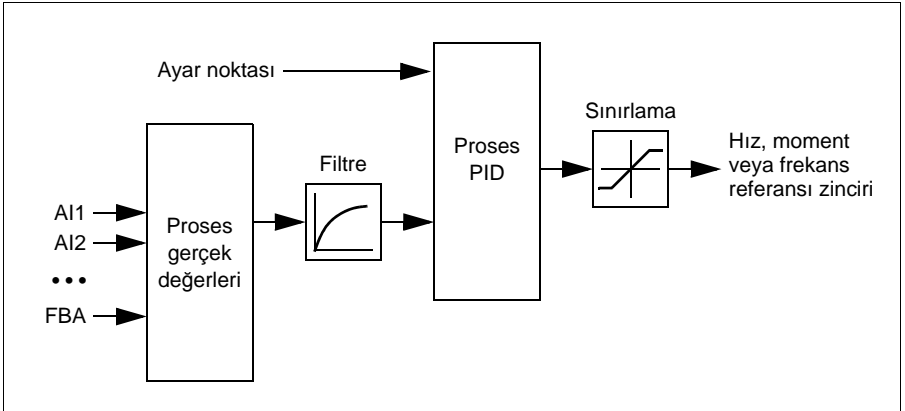 Ayar noktası
Proses
PID
Sınırlama
Hız, moment
veya frekans
referansı zinciri
Filtre
Proses
gerçek
değerleri
AI1
AI2
•••
FBA